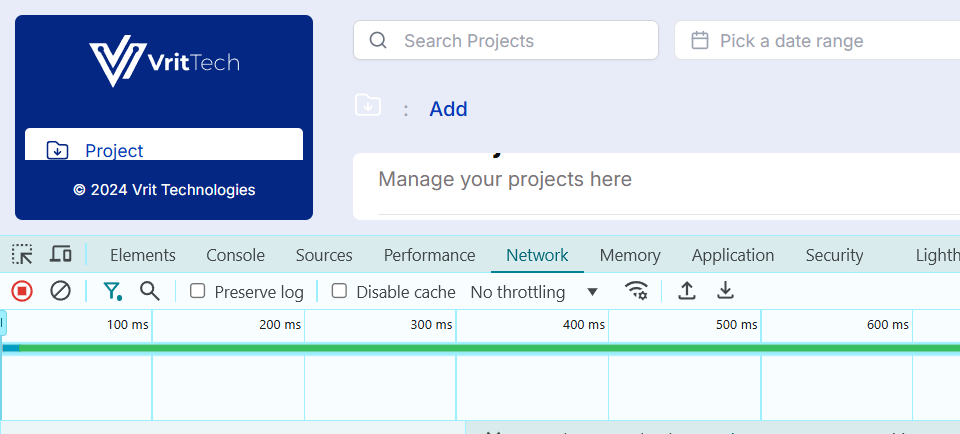 VritTech
Search Projects
Pick a date range
: Add
Project
Manage your projects here
© 2024 Vrit Technologies
Elements Console Sources Performance Network Memory Application Security Lighth
Preserve log Disable cache No throttling
100 ms 200 ms 300 ms 400 ms 500 ms 600 ms